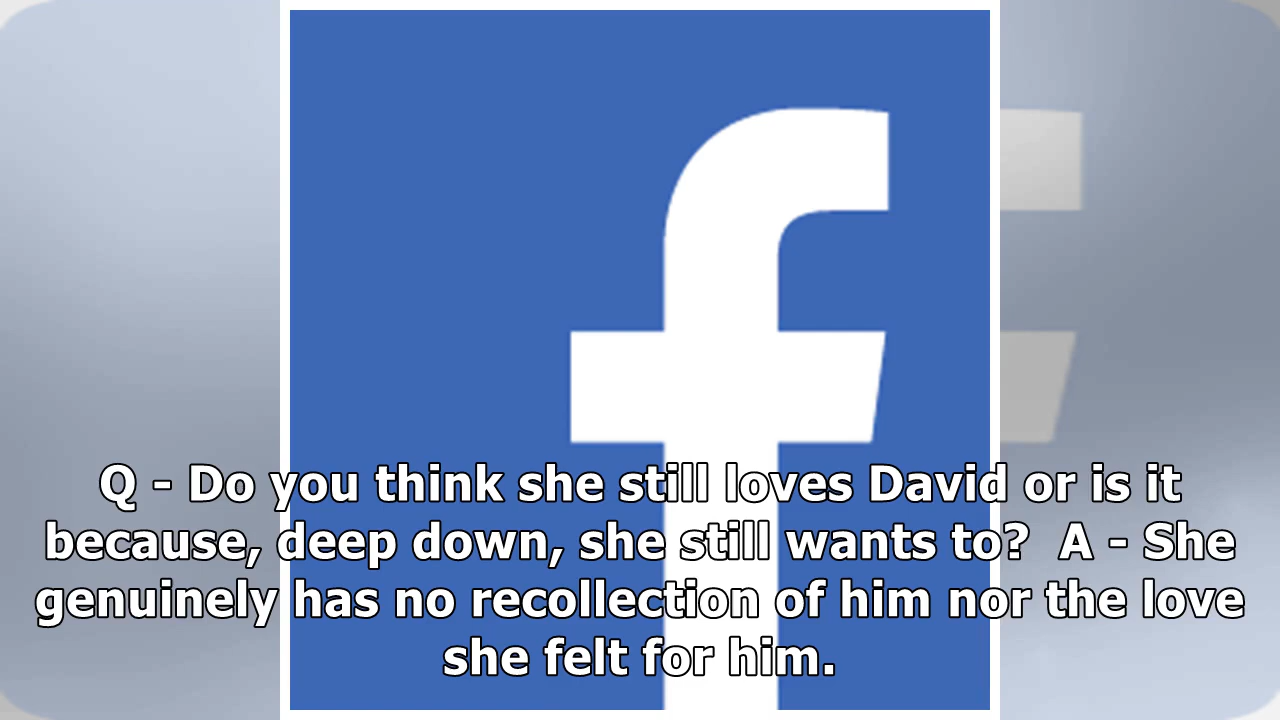 f
Q - Do you think she still loves David or is it
because, deep down, she still wants to?  A - She
genuinely has no recollection of him nor the love
she felt for him.